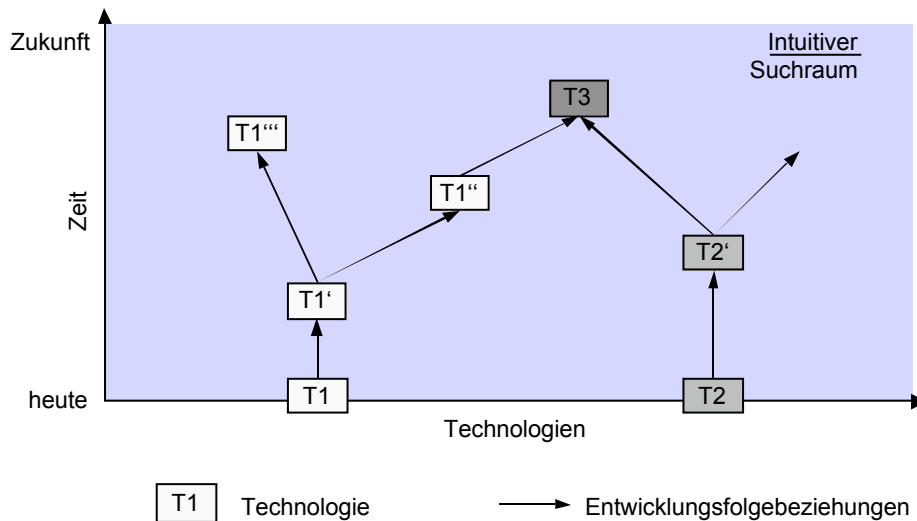 Zukunft
Intuitiver
Suchraum
T3
T1‘‘‘
T1‘‘
Zeit
T2‘
T1‘
heute
T1
T2
Technologien
T1 Technologie
Entwicklungsfolgebeziehungen